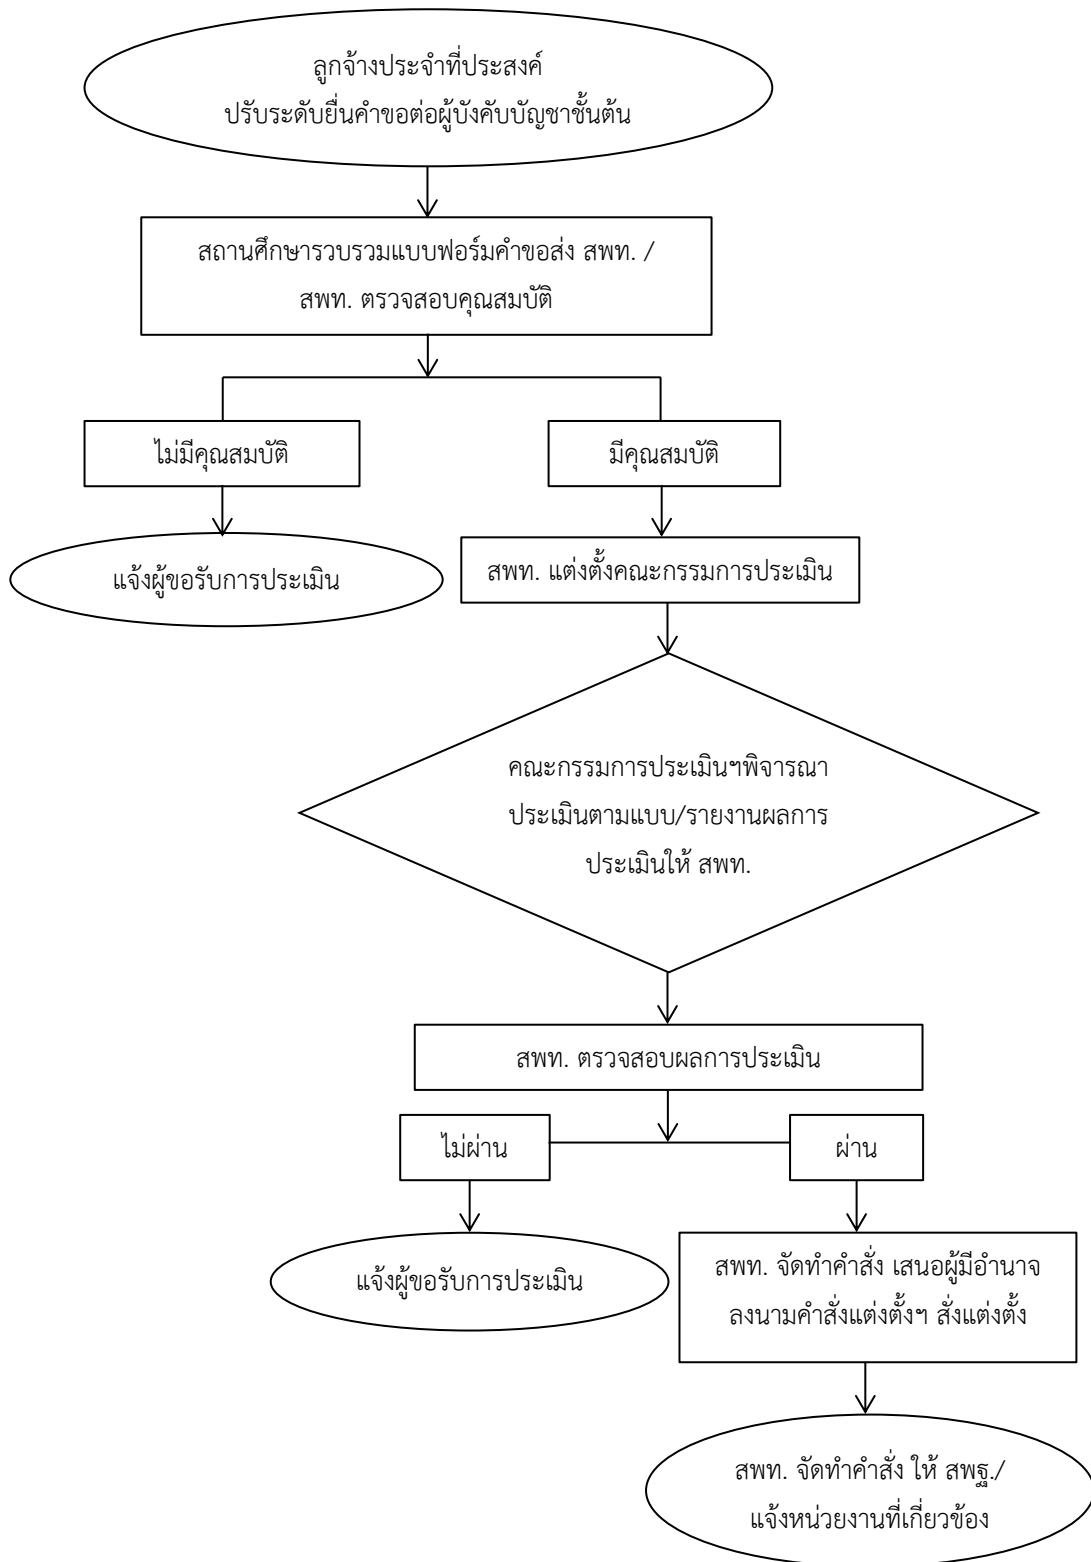 ลูกจ้างประจำที่ประสงค์
ปรับระดับยื่นคำขอต่อผู้บังคับบัญชาชั้นต้น
สถานศึกษารวบรวมแบบฟอร์มคำขอส่ง สพท. /
สพท. ตรวจสอบคุณสมบัติ
ไม่มีคุณสมบัติ
มีคุณสมบัติ
แจ้งผู้ขอรับการประเมิน
สพท. แต่งตั้งคณะกรรมการประเมิน
คณะกรรมการประเมินฯพิจารณา
ประเมินตามแบบ/รายงานผลการ
ประเมินให้ สพท.
สพท. ตรวจสอบผลการประเมิน
ไม่ผ่าน
ผ่าน
แจ้งผู้ขอรับการประเมิน
สพท. จัดทำคำสั่ง เสนอผู้มีอำนาจ
ลงนามคำสั่งแต่งตั้งฯ สั่งแต่งตั้ง
สพท. จัดทำคำสั่ง ให้ สพฐ./
แจ้งหน่วยงานที่เกี่ยวข้อง